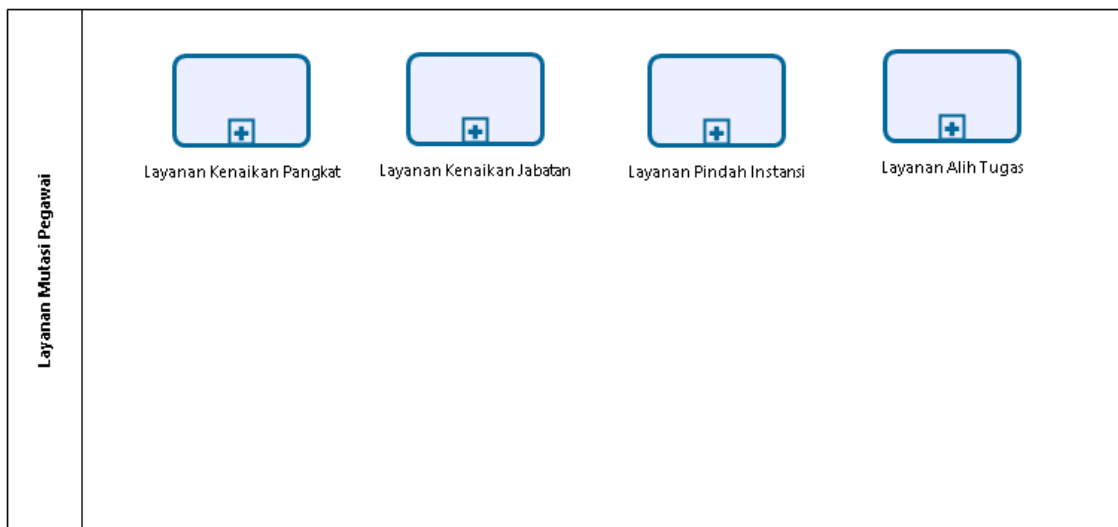 Layanan Mutasi Pegawai
Layanan Kenaikan Pangkat
Layanan Kenaikan Jabatan
Layanan Pindah Instansi
Layanan Alih Tugas